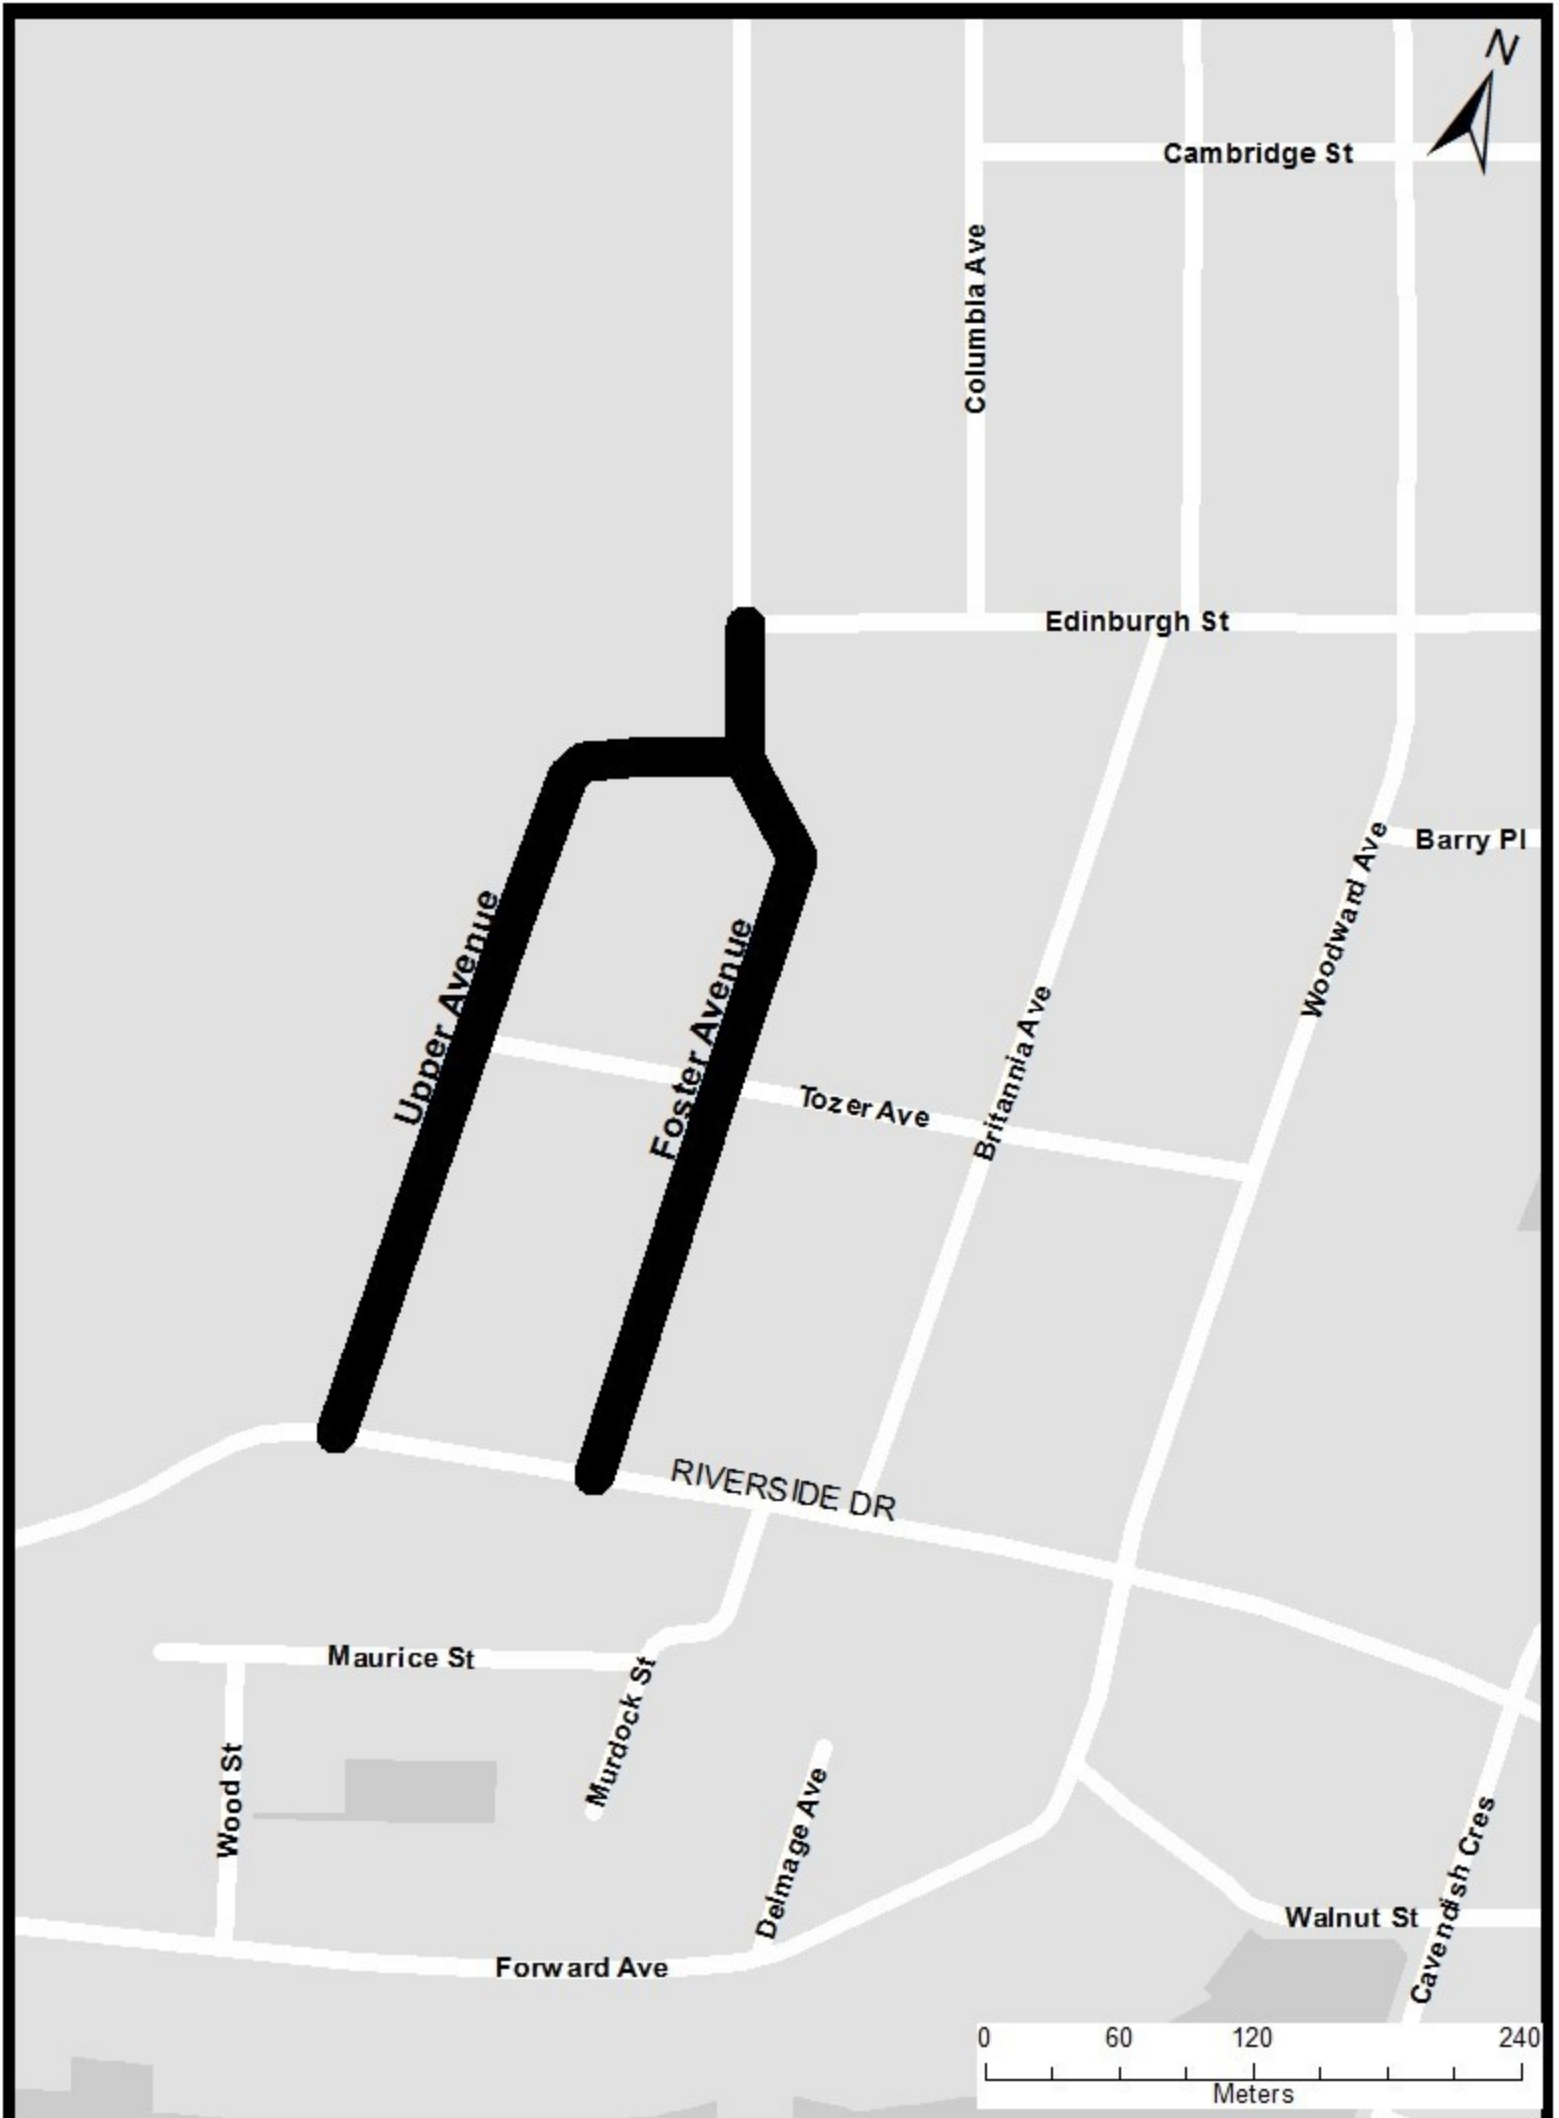 N
Cambridge St
Columbia Ave
Edinburgh St
Barry Pl
Woodward Ave
Upper Avenue
Foster Avenue
Britannia Ave
Tozer Ave
RIVERSIDE DR
Maurice St
Murdock St
Wood St
Delmage Ave
Cavendish Cres
Walnut St
Forward Ave
0 60 120 240
Meters